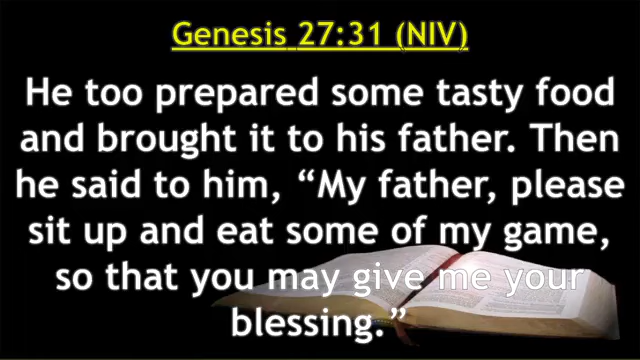 Genesis 27:31 (NIV)
He too prepared some tasty food
and brought it to his father. Then
he said to him, “My father, please
sit up and eat some of my game,
so that you may give me your
blessing.”